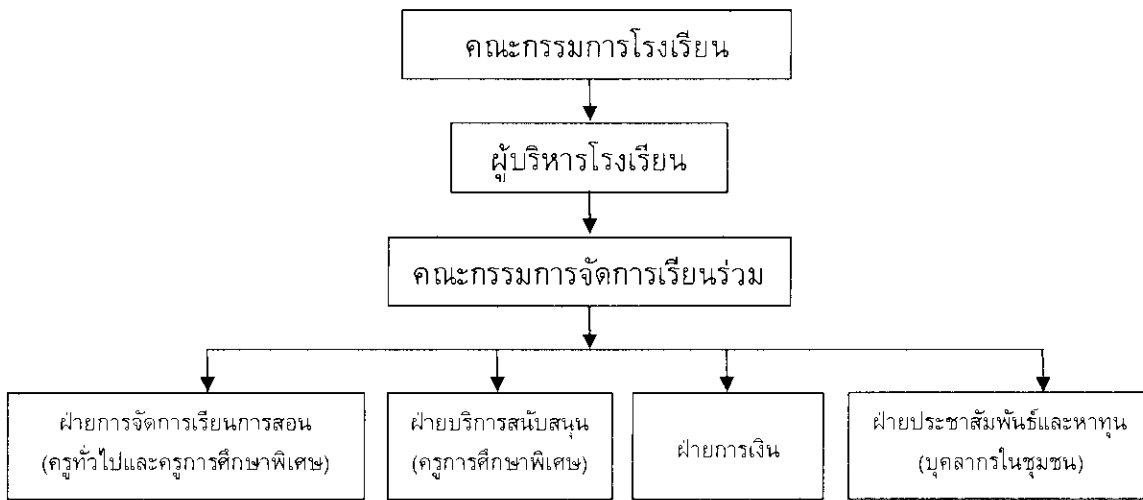 คณะกรรมการโรงเรียน
ผู้บริหารโรงเรียน
คณะกรรมการจัดการเรียนร่วม
ฝ่ายการจัดการเรียนการสอน
(ครูทั่วไปและครูการศึกษาพิเศษ)
ฝ่ายบริการสนับสนุน
(ครูการศึกษาพิเศษ)
ฝ่ายการเงิน
ฝ่ายประชาสัมพันธ์และหาทุน
(บุคลากรในชุมชน)